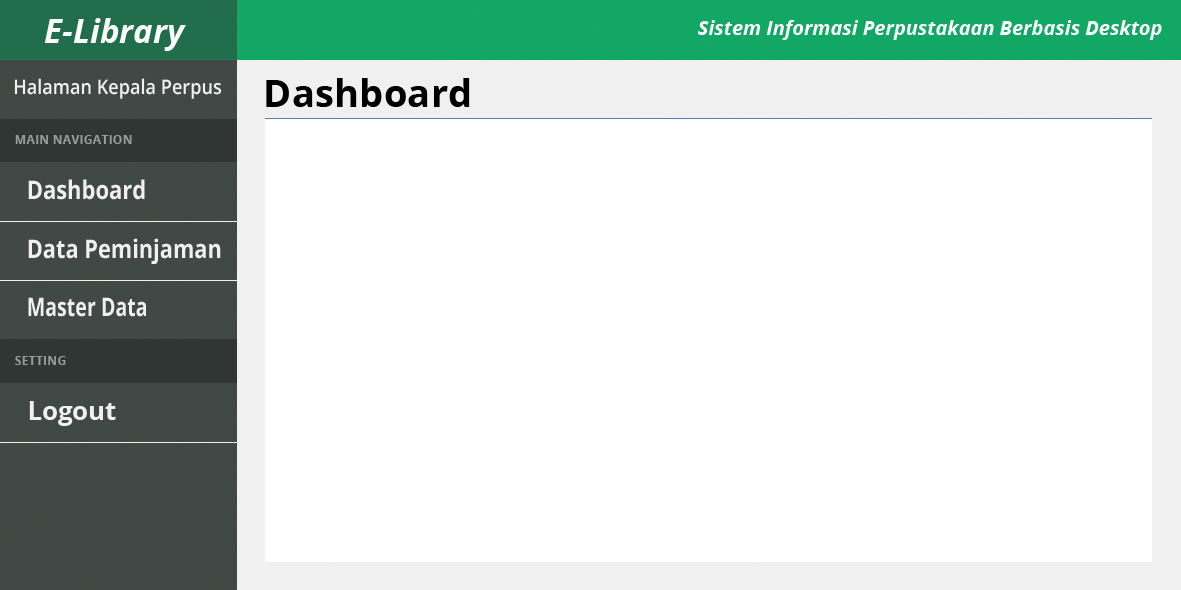 E-Library
Sistem Informasi Perpustakaan Berbasis Desktop
Halaman Kepala Perpus
MAIN NAVIGATION
Dashboard
Data Peminjaman
Master Data
SETTING
Logout
Dashboard